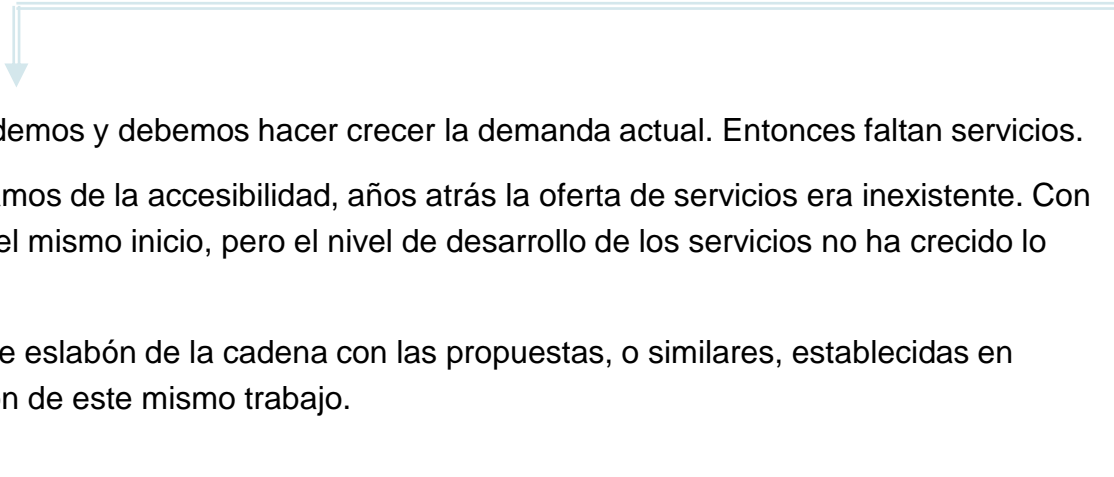 demos y debemos hacer crecer la demanda actual. Entonces faltan servicios.
mos de la accesibilidad, años atrás la oferta de servicios era inexistente. Con
el mismo inicio, pero el nivel de desarrollo de los servicios no ha crecido lo
e eslabón de la cadena con las propuestas, o similares, establecidas en
n de este mismo trabajo.